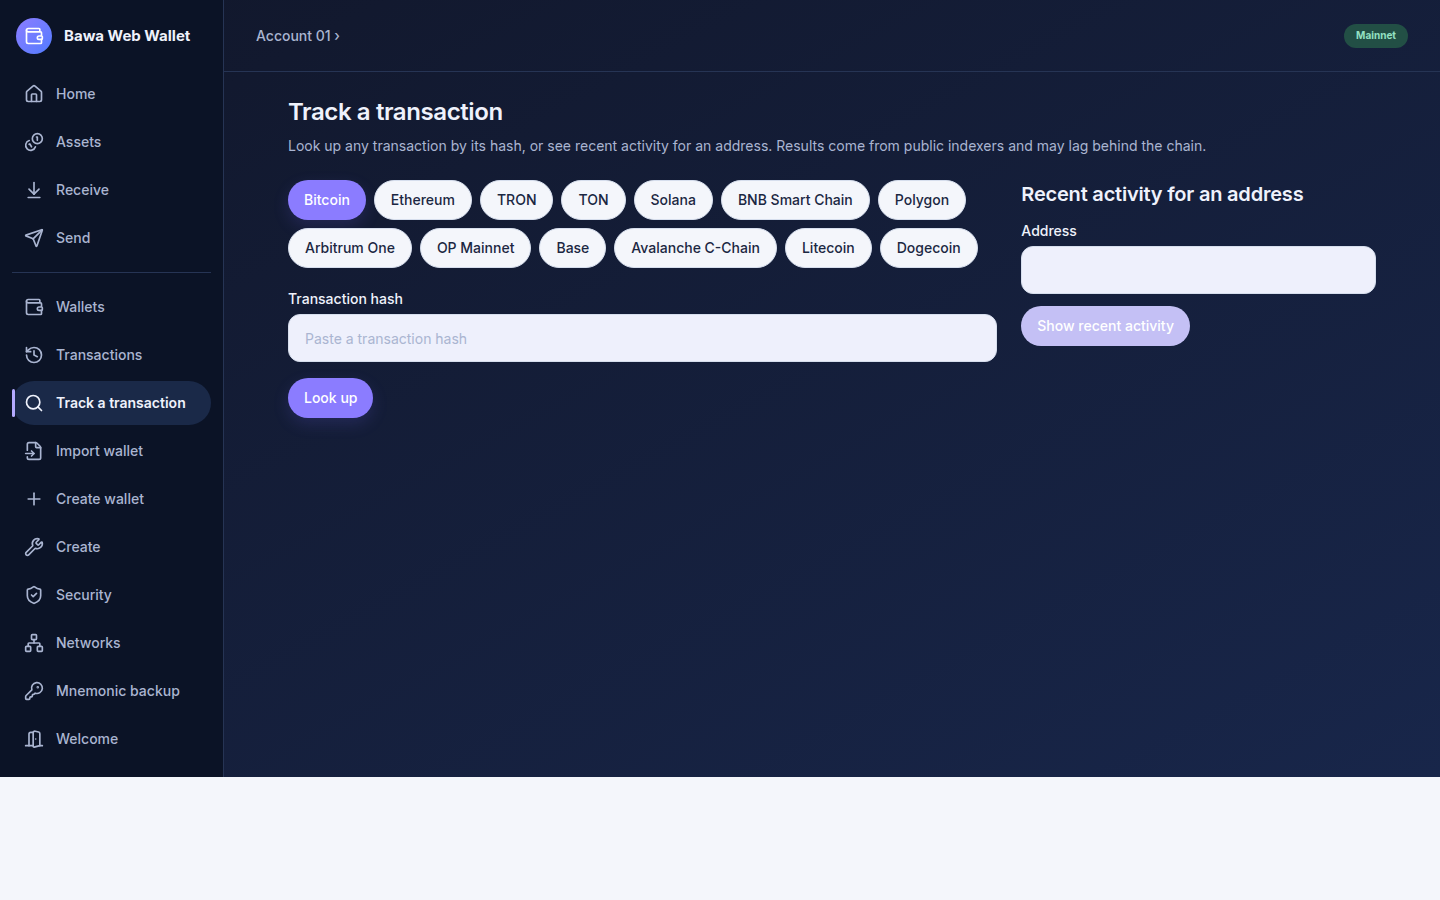 Bawa Web Wallet
Home
Assets
Receive
Send
Wallets
Transactions
Track a transaction
Import wallet
Create wallet
Create
Security
Networks
Mnemonic backup
Welcome
Account 01 ›
Mainnet
Track a transaction
Look up any transaction by its hash, or see recent activity for an address. Results come from public indexers and may lag behind the chain.
Bitcoin Ethereum TRON TON Solana BNB Smart Chain Polygon
Arbitrum One OP Mainnet Base Avalanche C-Chain Litecoin Dogecoin
Transaction hash
Paste a transaction hash
Look up
Recent activity for an address
Address
Show recent activity